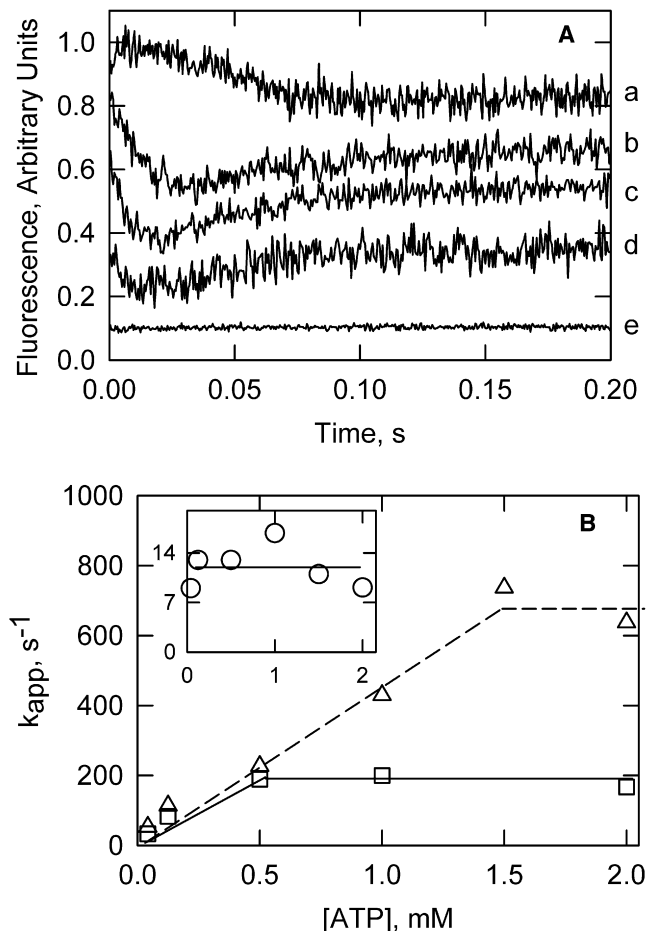 A
Fluorescence, Arbitrary Units
1.0
0.8
0.6
0.4
0.2
0.0
a
b
c
d
e
0.00 0.05 0.10 0.15 0.20
Time, s
B
kapp, s-1
1000
800
600
400
200
0
14
7
0
0 1 2
0.0 0.5 1.0 1.5 2.0
[ATP], mM